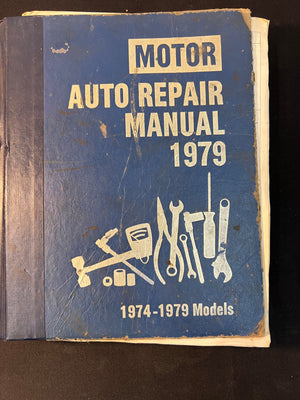 MOTOR
AUTO REPAIR
MANUAL
1979
1974-1979 Models